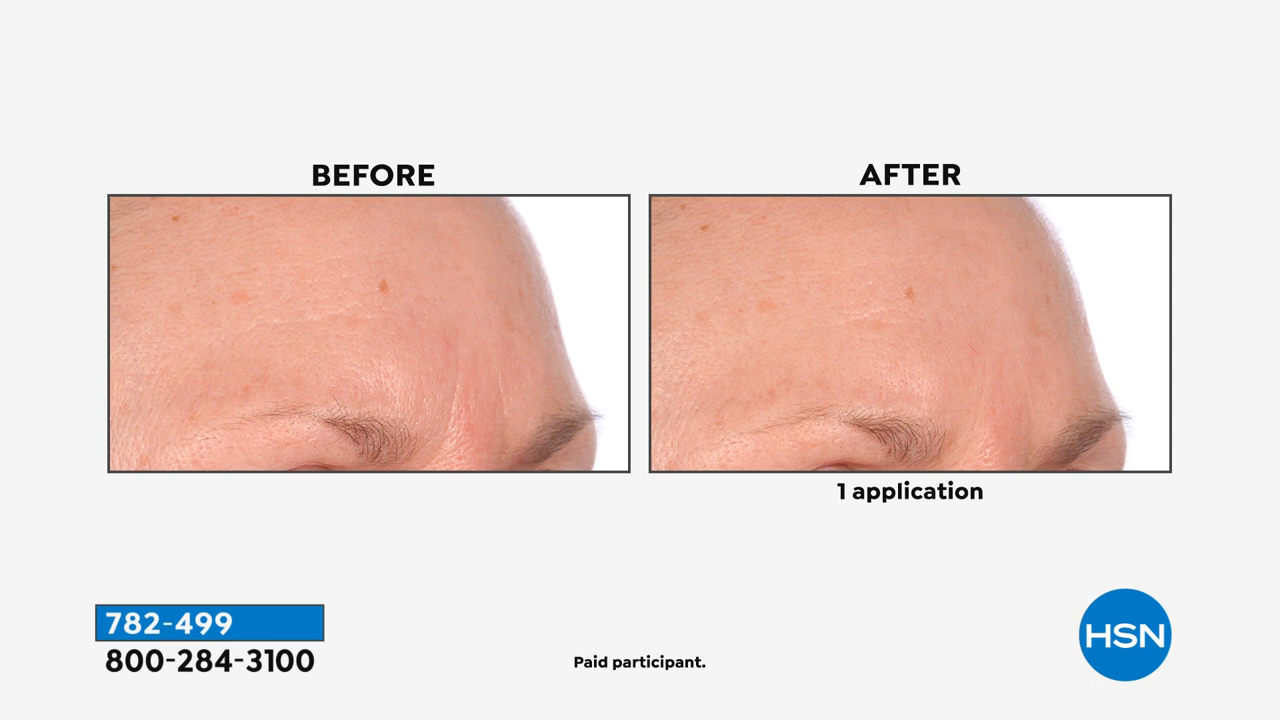 BEFORE
AFTER
1 application
782-499
800-284-3100
Paid participant.
HSN